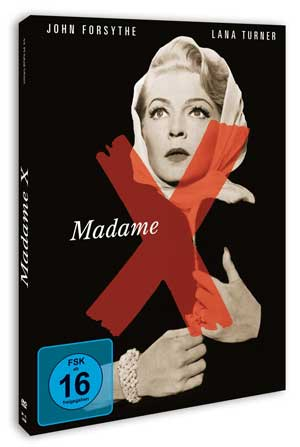 JOHN FORSYTHE LANA TURNER
Madame X
Madame X
FSK
ab
16
freigegeben